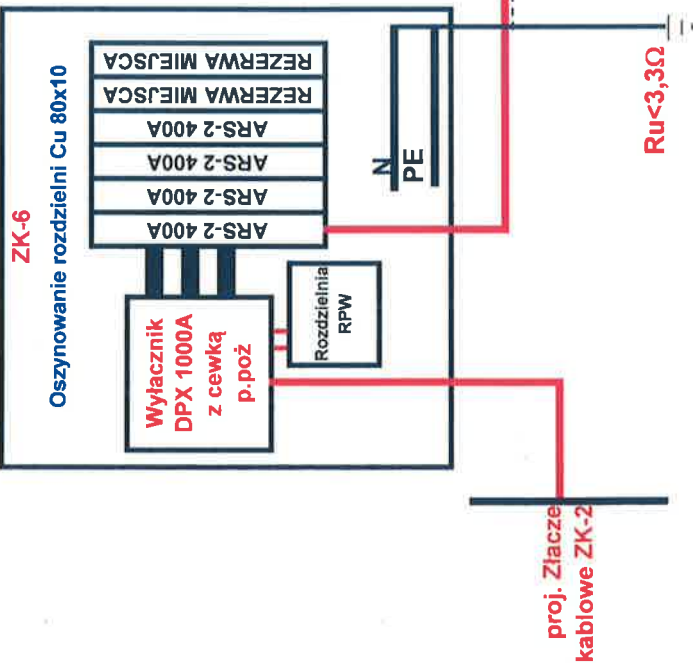 ZK-6
Oszynowanie rozdzielni Cu 80x10
REZERWA MIEJSCA
REZERWA MIEJSCA
ARS-2 400A
ARS-2 400A
ARS-2 400A
ARS-2 400A
Wyłacznik
DPX 1000A
z cewką
p.poż
Rozdzielnia
RPW
N
PE
Ru<3,3Ω
proj. Złacze
kablowe ZK-2